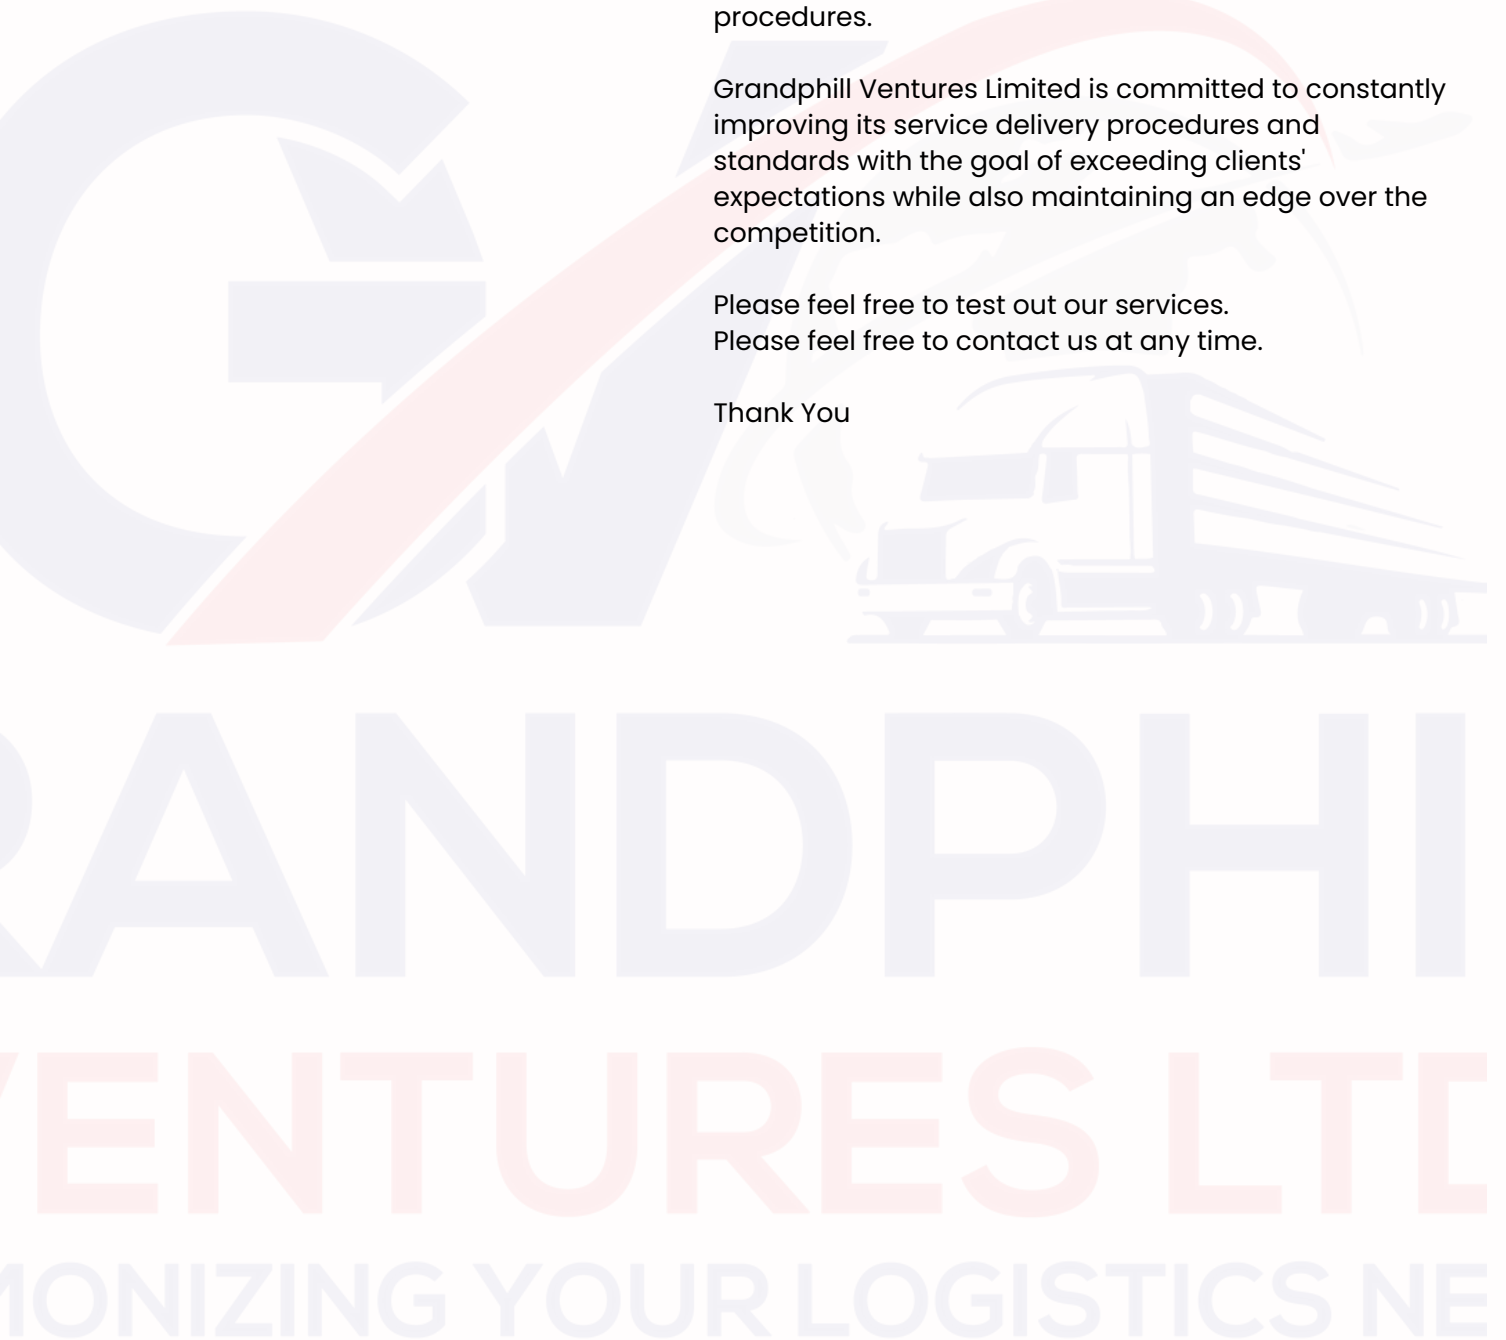 procedures.
Grandphill Ventures Limited is committed to constantly
improving its service delivery procedures and
standards with the goal of exceeding clients'
expectations while also maintaining an edge over the
competition.
Please feel free to test out our services.
Please feel free to contact us at any time.
Thank You
GV
RANDPHI
VENTURES LTD
MONIZING YOUR LOGISTICS NE